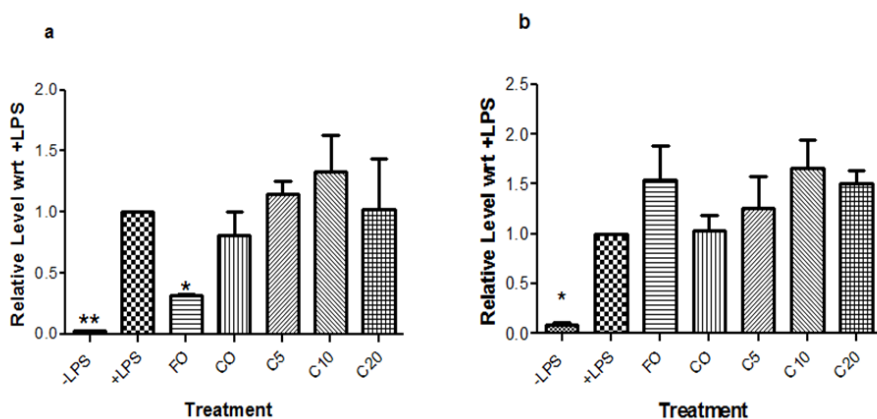 a
Relative Level wrt +LPS
2.0
1.5
1.0
0.5
0.0
**
*
-LPS
+LPS
FO
CO
C5
C10
C20
Treatment
b
Relative Level wrt +LPS
2.5
2.0
1.5
1.0
0.5
0.0
*
-LPS
+LPS
FO
CO
C5
C10
C20
Treatment